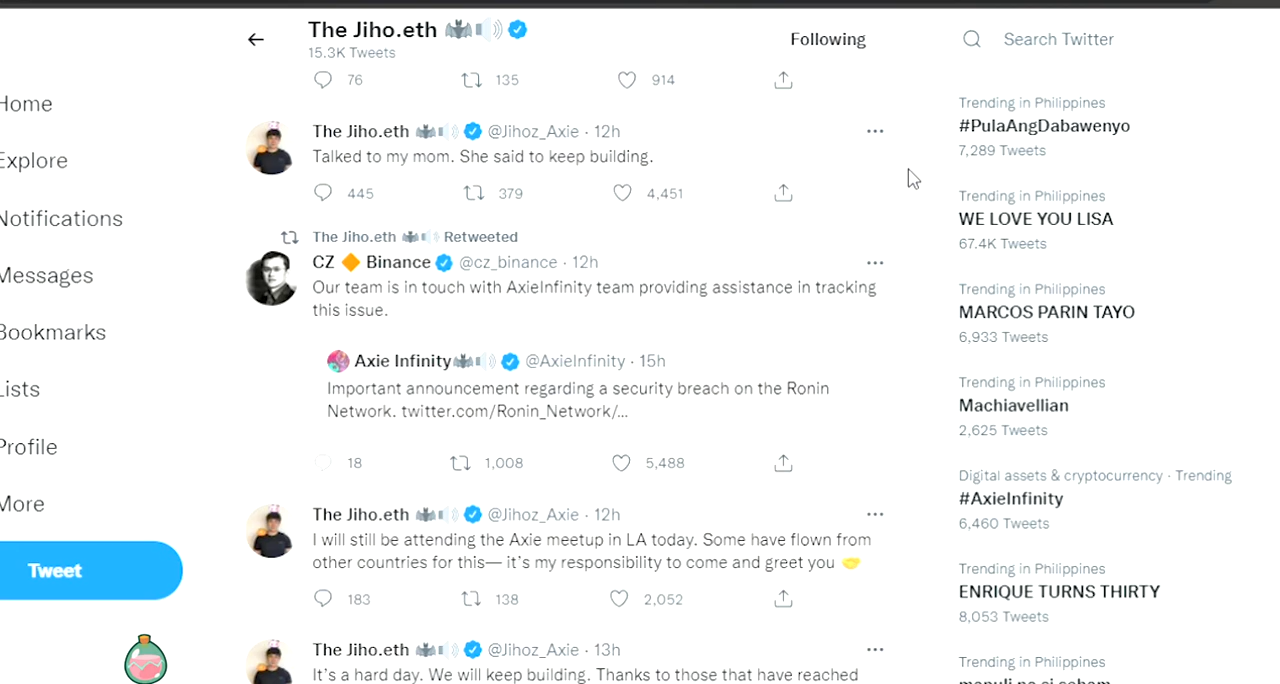 The Jiho.eth
15.3K Tweets
Following
Search Twitter
76 135 914
Home
Explore
Notifications
Messages
Bookmarks
Lists
Profile
More
Tweet
The Jiho.eth @Jihoz_Axie · 12h
Talked to my mom. She said to keep building.
445 379 4,451
The Jiho.eth Retweeted
CZ 🔶 Binance @cz_binance · 12h
Our team is in touch with AxieInfinity team providing assistance in tracking
this issue.
Axie Infinity @AxieInfinity · 15h
Important announcement regarding a security breach on the Ronin
Network. twitter.com/Ronin_Network/...
18 1,008 5,488
The Jiho.eth @Jihoz_Axie · 12h
I will still be attending the Axie meetup in LA today. Some have flown from
other countries for this— it's my responsibility to come and greet you 🤝
183 138 2,052
The Jiho.eth @Jihoz_Axie · 13h
It's a hard day. We will keep building. Thanks to those that have reached
Trending in Philippines
#PulaAngDabawenyo
7,289 Tweets
Trending in Philippines
WE LOVE YOU LISA
67.4K Tweets
Trending in Philippines
MARCOS PARIN TAYO
6,933 Tweets
Trending in Philippines
Machiavellian
2,625 Tweets
Digital assets & cryptocurrency · Trending
#AxieInfinity
6,460 Tweets
Trending in Philippines
ENRIQUE TURNS THIRTY
8,053 Tweets
Trending in Philippines